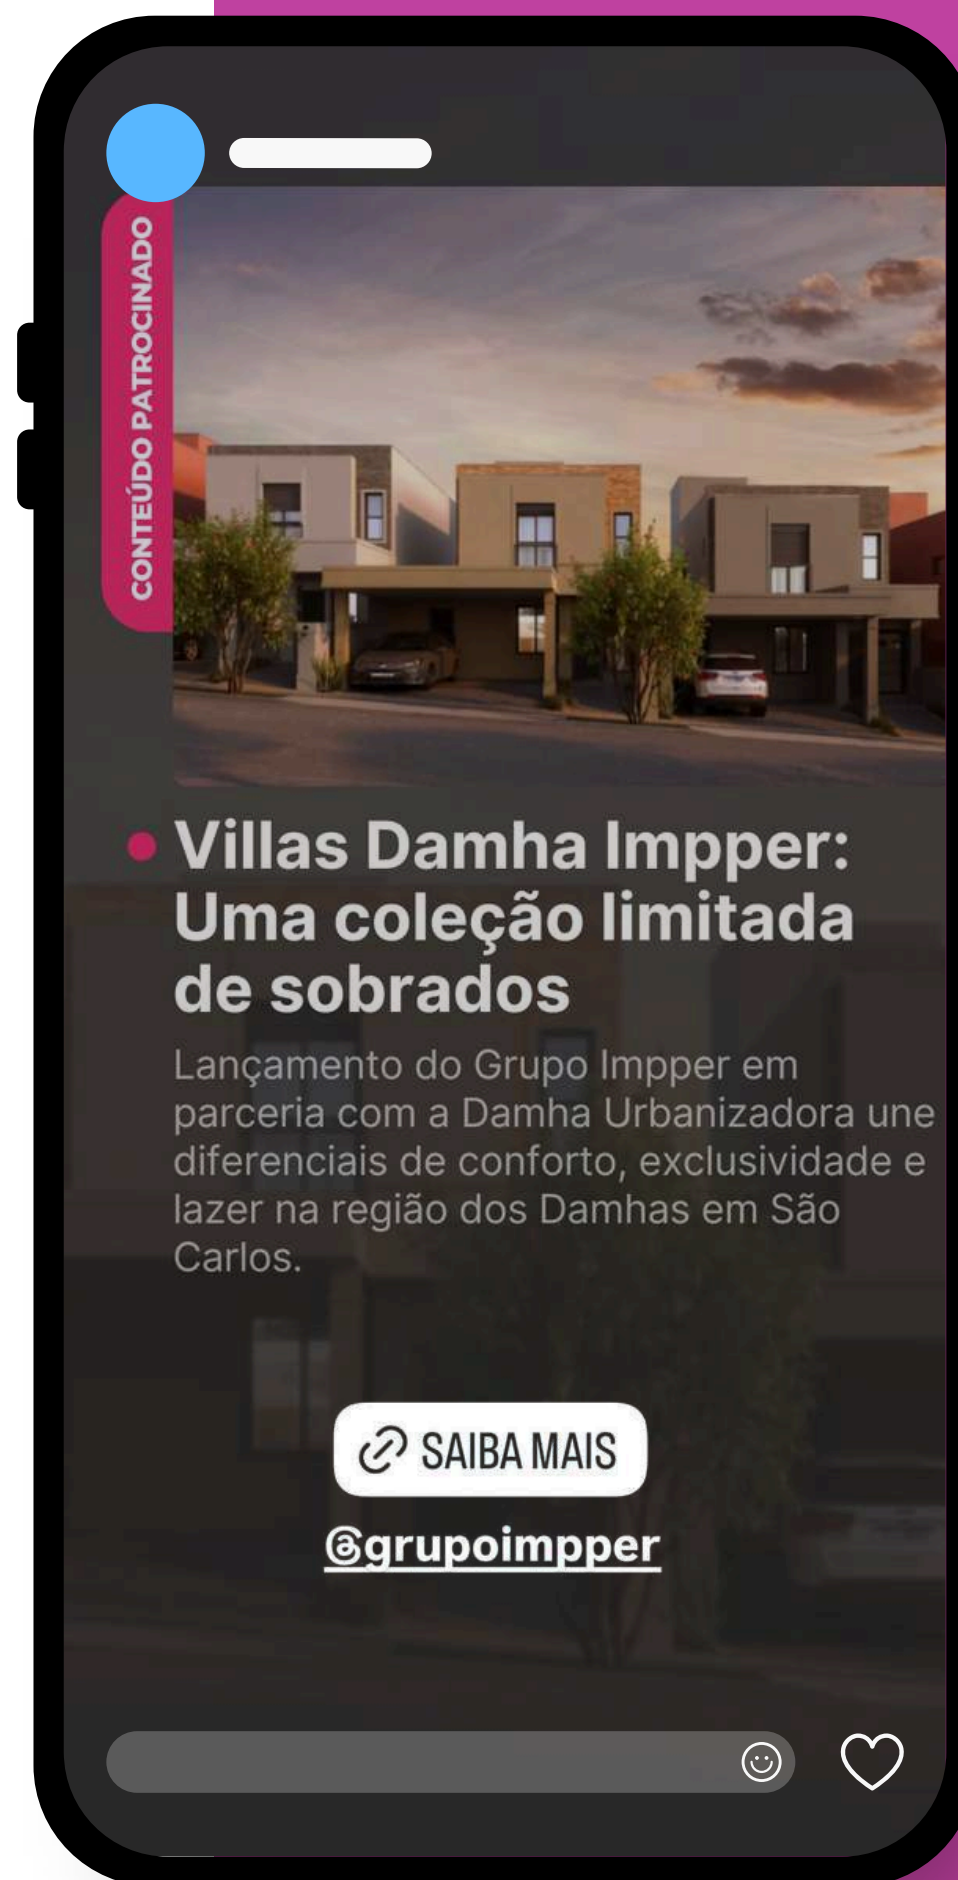 CONTEÚDO PATROCINADO
Villas Damha Impper:
Uma coleção limitada
de sobrados
Lançamento do Grupo Impper em
parceria com a Damha Urbanizadora une
diferenciais de conforto, exclusividade e
lazer na região dos Damhas em São
Carlos.
SAIBA MAIS
@grupoimpper